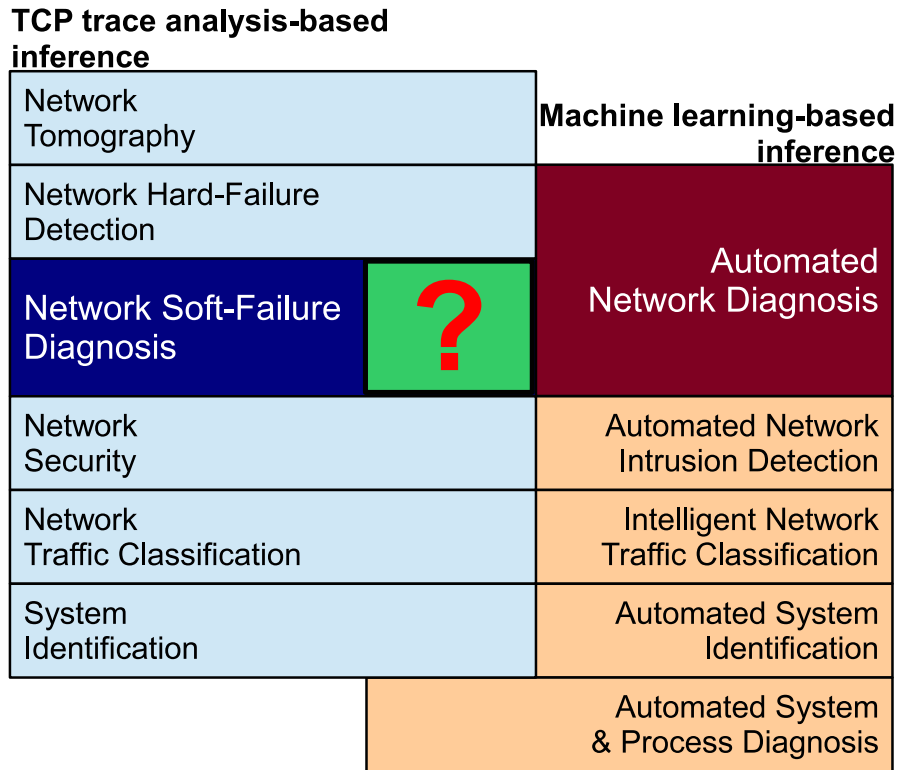 TCP trace analysis-based
inference
Network
Tomography
Machine learning-based
inference
Network Hard-Failure
Detection
Automated
Network Diagnosis
Network Soft-Failure
Diagnosis
?
Network
Security
Automated Network
Intrusion Detection
Network
Traffic Classification
Intelligent Network
Traffic Classification
System
Identification
Automated System
Identification
Automated System
& Process Diagnosis